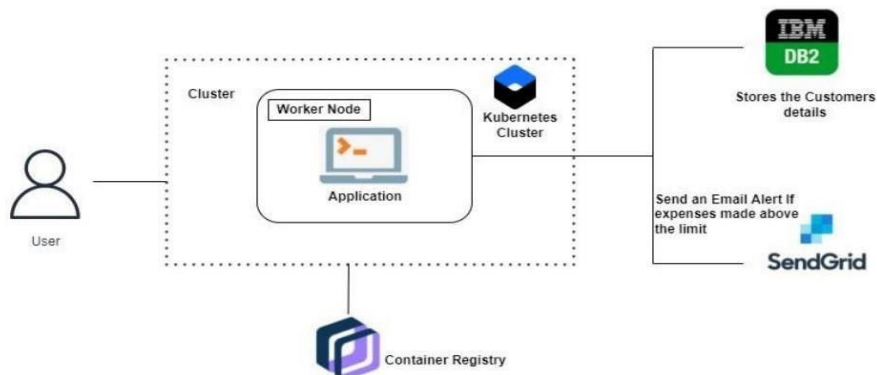 IBM
DB2
Stores the Customers
details
Cluster
Worker Node
Kubernetes
Cluster
Application
User
Send an Email Alert If
expenses made above
the limit
SendGrid
Container Registry